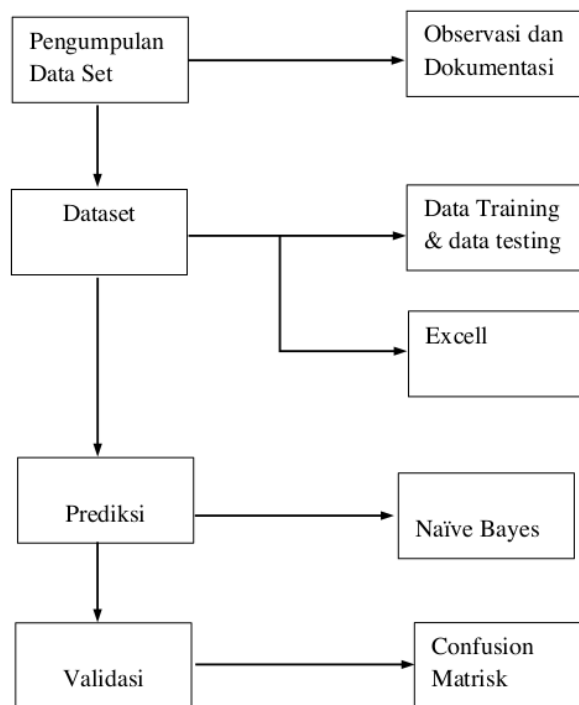 Pengumpulan
Data Set
Observasi dan
Dokumentasi
Dataset
Data Training
& data testing
Excell
Prediksi
Naïve Bayes
Validasi
Confusion
Matrisk